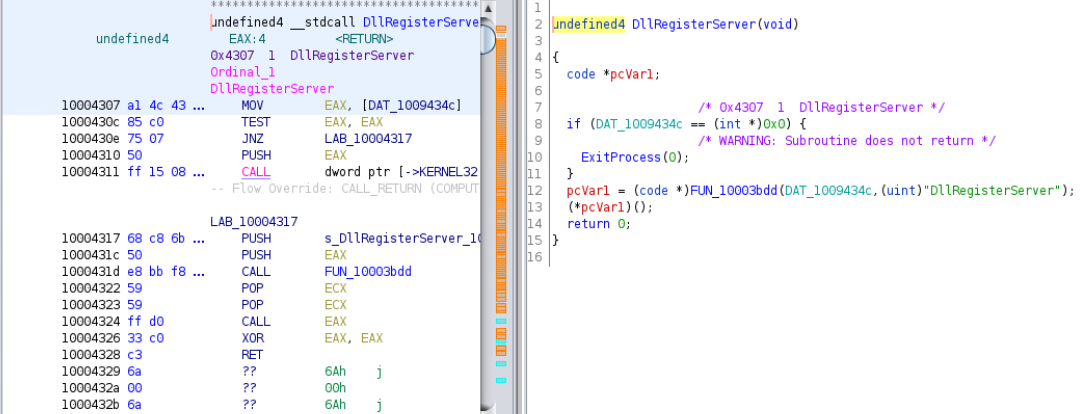 ************************************************
undefined4 __stdcall DllRegisterServe
undefined4 EAX:4 <RETURN>
0x4307 1 DllRegisterServer
Ordinal_1
DllRegisterServer
10004307 a1 4c 43 ... MOV EAX, [DAT_1009434c]
1000430c 85 c0 TEST EAX, EAX
1000430e 75 07 JNZ LAB_10004317
10004310 50 PUSH EAX
10004311 ff 15 08 ... CALL dword ptr [->KERNEL32
-- Flow Override: CALL_RETURN (COMPUT
LAB_10004317
10004317 68 c8 6b ... PUSH s_DllRegisterServer_10
1000431c 50 PUSH EAX
1000431d e8 bb f8 ... CALL FUN_10003bdd
10004322 59 POP ECX
10004323 59 POP ECX
10004324 ff d0 CALL EAX
10004326 33 c0 XOR EAX, EAX
10004328 c3 RET
10004329 6a ?? 6Ah j
1000432a 00 ?? 00h
1000432b 6a ?? 6Ah j
1
2 undefined4 DllRegisterServer(void)
3
4 {
5 code *pcVar1;
6
7 /* 0x4307 1 DllRegisterServer */
8 if (DAT_1009434c == (int *)0x0) {
9 /* WARNING: Subroutine does not return */
10 ExitProcess(0);
11 }
12 pcVar1 = (code *)FUN_10003bdd(DAT_1009434c,(uint)"DllRegisterServer");
13 (*pcVar1)();
14 return 0;
15 }
16